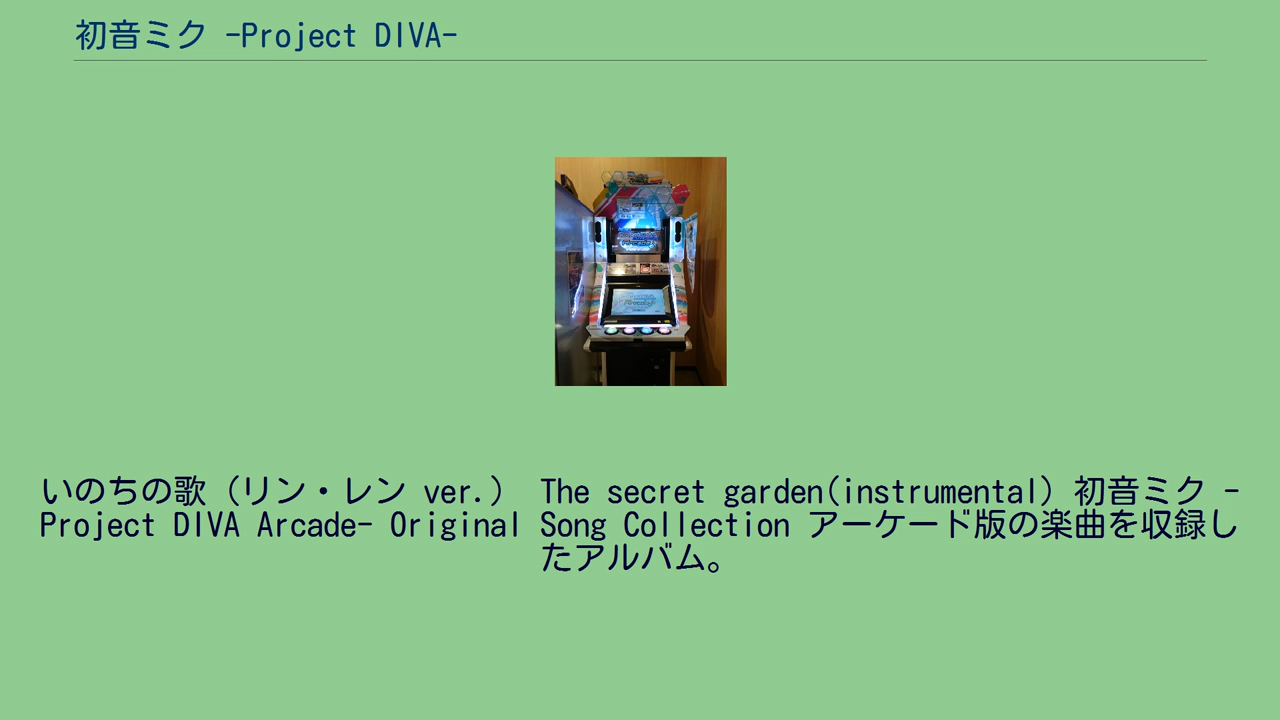 初音ミク -Project DIVA-
いのちの歌（リン・レン ver.） The secret garden(instrumental) 初音ミク -
Project DIVA Arcade- Original Song Collection アーケード版の楽曲を収録し
たアルバム。